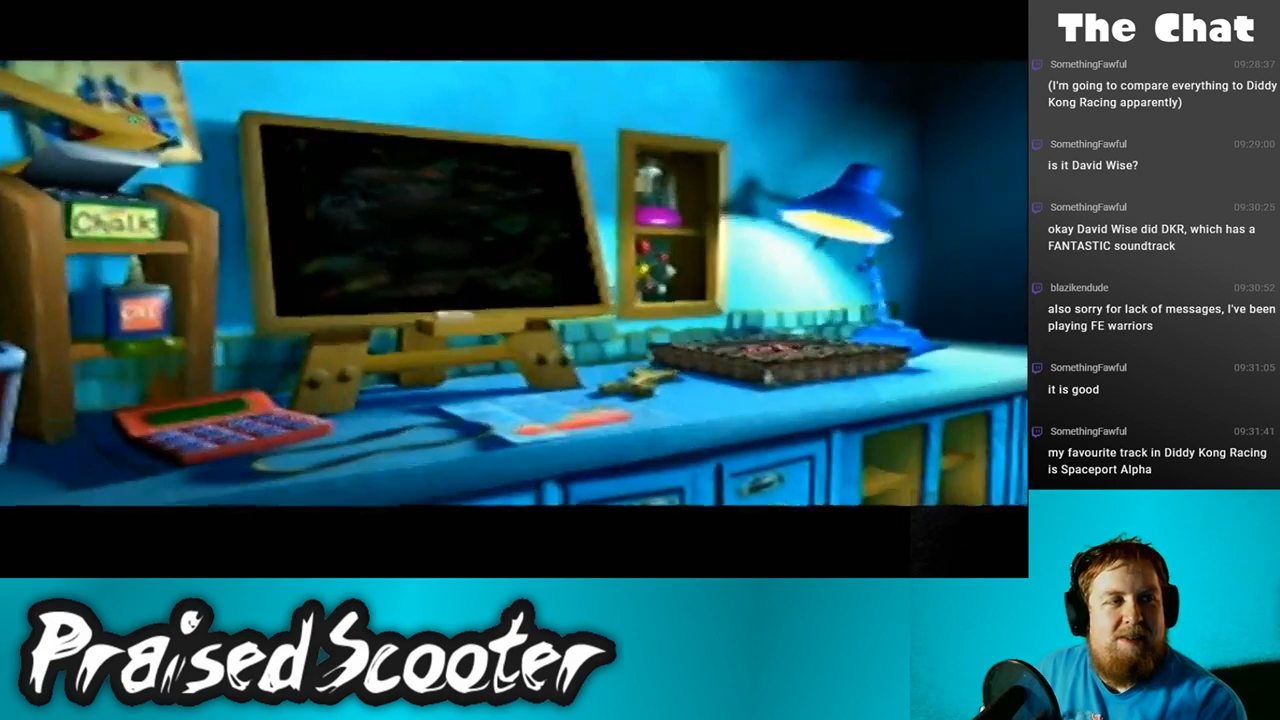 The Chat
SomethingFawful 09:28:37
(I'm going to compare everything to Diddy
Kong Racing apparently)
SomethingFawful 09:29:00
is it David Wise?
SomethingFawful 09:30:25
okay David Wise did DKR, which has a
FANTASTIC soundtrack
blazikendude 09:30:52
also sorry for lack of messages, I've been
playing FE warriors
SomethingFawful 09:31:05
it is good
SomethingFawful 09:31:41
my favourite track in Diddy Kong Racing
is Spaceport Alpha
Chalk
PraisedScooter